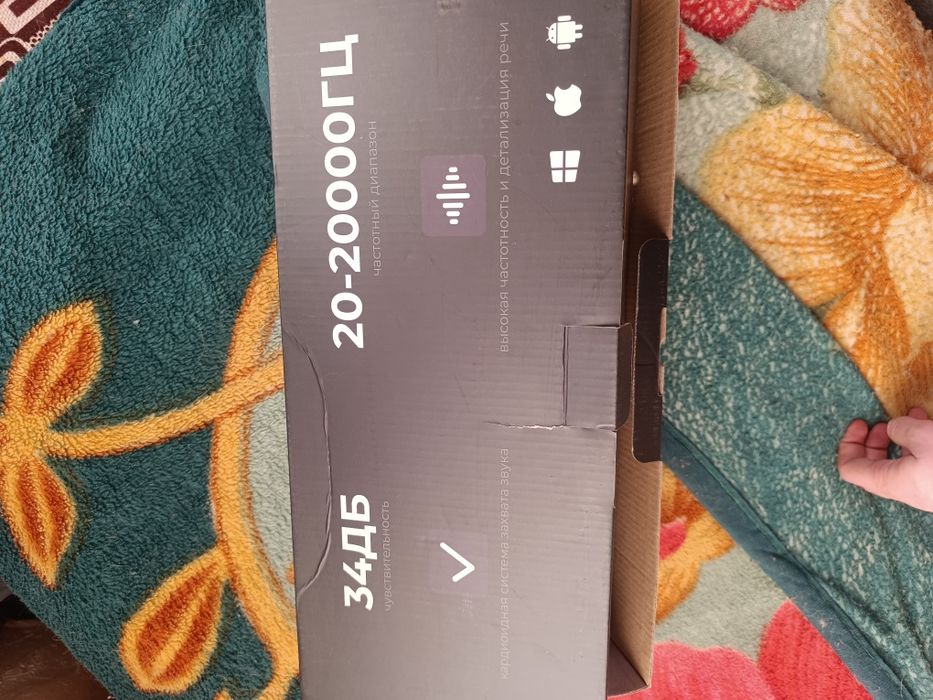 34ДБ
чувствительность
20-20000ГЦ
частотный диапазон
кардиоидная система захвата звука
высокая частотность и детализация речи